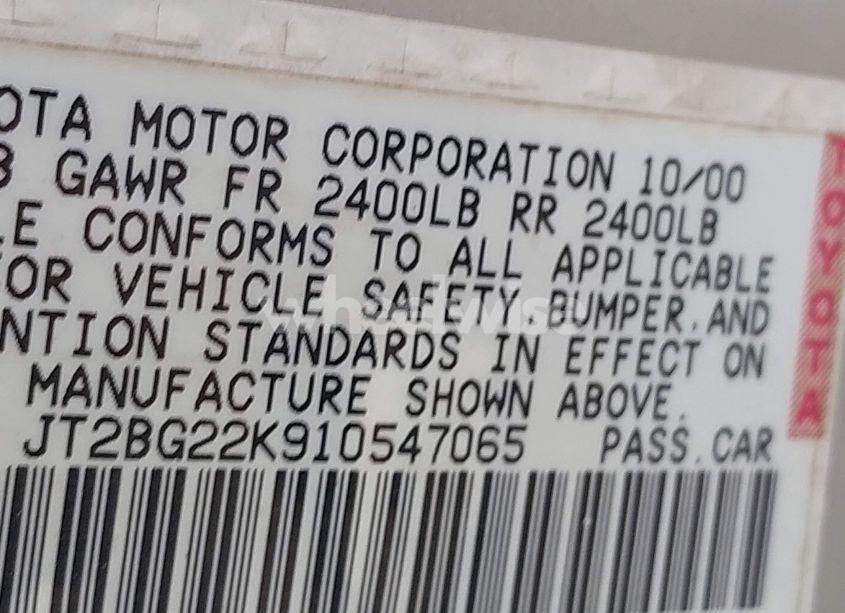 OTA MOTOR CORPORATION 10/00
GAWR FR 2400LB RR 2400LB
LE CONFORMS TO ALL APPLICABLE
OR VEHICLE SAFETY.BUMPER.AND
NTION STANDARDS IN EFFECT ON
MANUFACTURE SHOWN ABOVE.
JT2BG22K910547065 PASS.CAR
TOYOTA
wheelwise